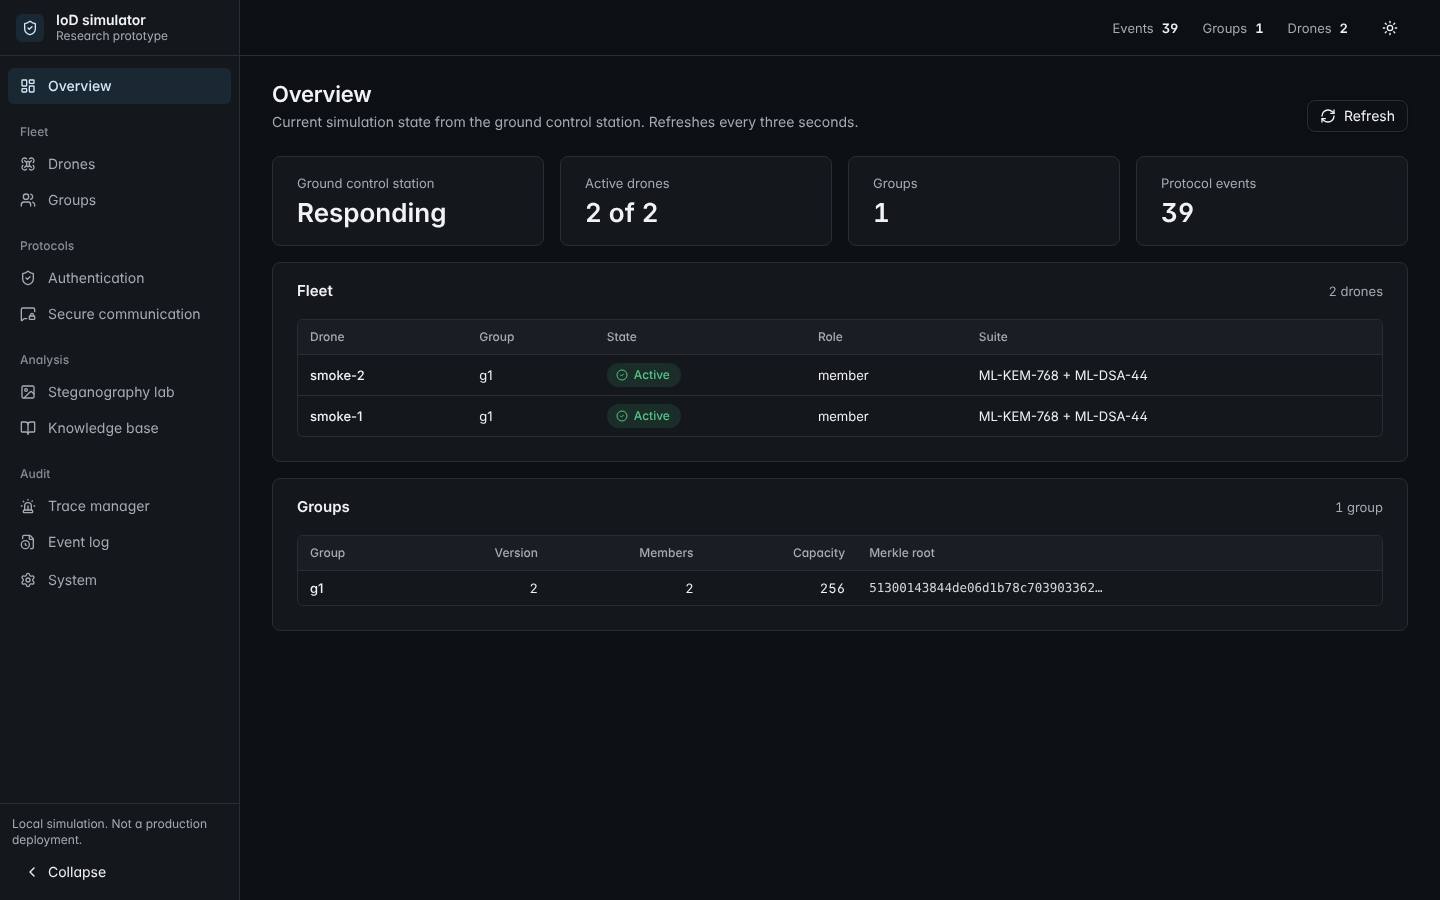 IoD simulator
Research prototype
Events 39 Groups 1 Drones 2
Overview
Fleet
Drones
Groups
Protocols
Authentication
Secure communication
Analysis
Steganography lab
Knowledge base
Audit
Trace manager
Event log
System
Local simulation. Not a production
deployment.
Collapse
Overview
Current simulation state from the ground control station. Refreshes every three seconds.
Refresh
Ground control station
Responding
Active drones
2 of 2
Groups
1
Protocol events
39
Fleet
2 drones
Drone Group State Role Suite
smoke-2 g1 Active member ML-KEM-768 + ML-DSA-44
smoke-1 g1 Active member ML-KEM-768 + ML-DSA-44
Groups
1 group
Group Version Members Capacity Merkle root
g1 2 2 256 51300143844de06d1b78c703903362…